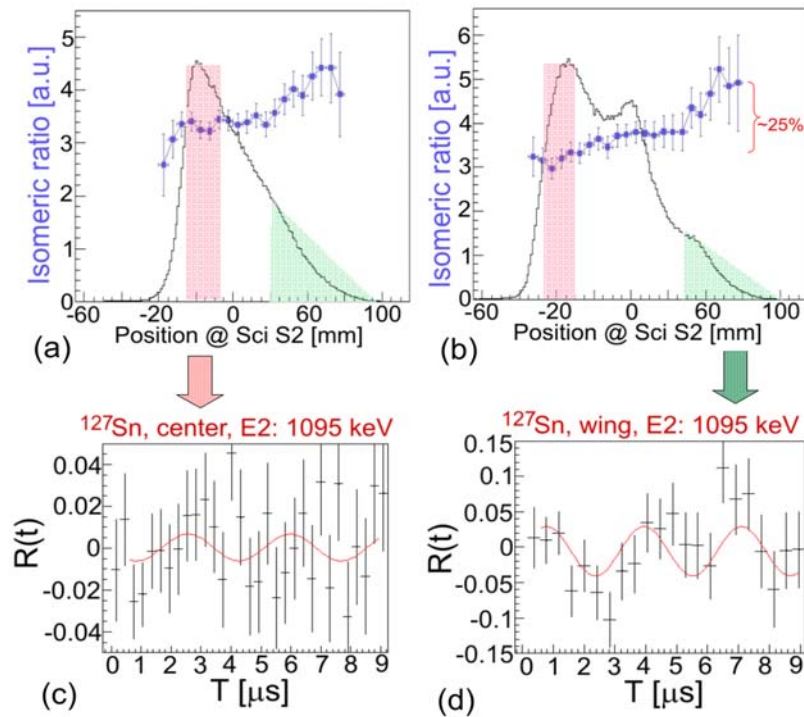 Isomeric ratio [a.u.]
5
4
3
2
1
0
-60 -20 0 20 60 100
Position @ Sci S2 [mm]
(a)
Isomeric ratio [a.u.]
6
5
4
3
2
1
0
~25%
-60 -20 0 20 60 100
Position @ Sci S2 [mm]
(b)
¹²⁷Sn, center, E2: 1095 keV
R(t)
0.04
0.02
0
-0.02
-0.04
0 1 2 3 4 5 6 7 8 9
T [μs]
(c)
¹²⁷Sn, wing, E2: 1095 keV
R(t)
0.15
0.1
0.05
0
-0.05
-0.1
-0.15
0 1 2 3 4 5 6 7 8 9
T [μs]
(d)